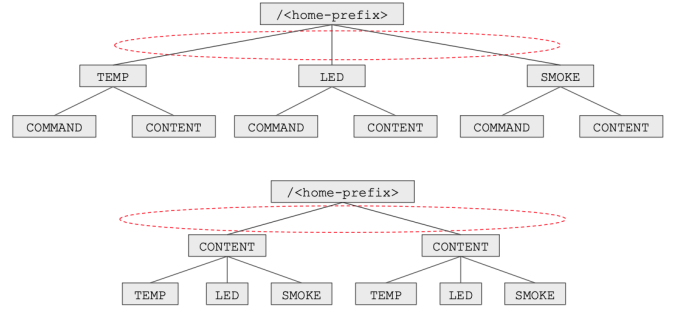 /<home-prefix>
TEMP LED SMOKE
COMMAND CONTENT COMMAND CONTENT COMMAND CONTENT
/<home-prefix>
CONTENT CONTENT
TEMP LED SMOKE TEMP LED SMOKE